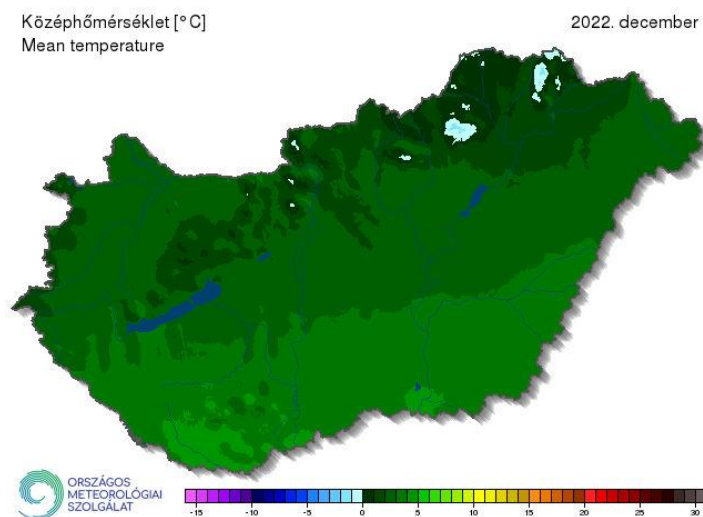 Középhőmérséklet [°C]
Mean temperature
2022. december
ORSZÁGOS
METEOROLÓGIAI
SZOLGÁLAT
-15 -10 -5 0 5 10 15 20 25 30